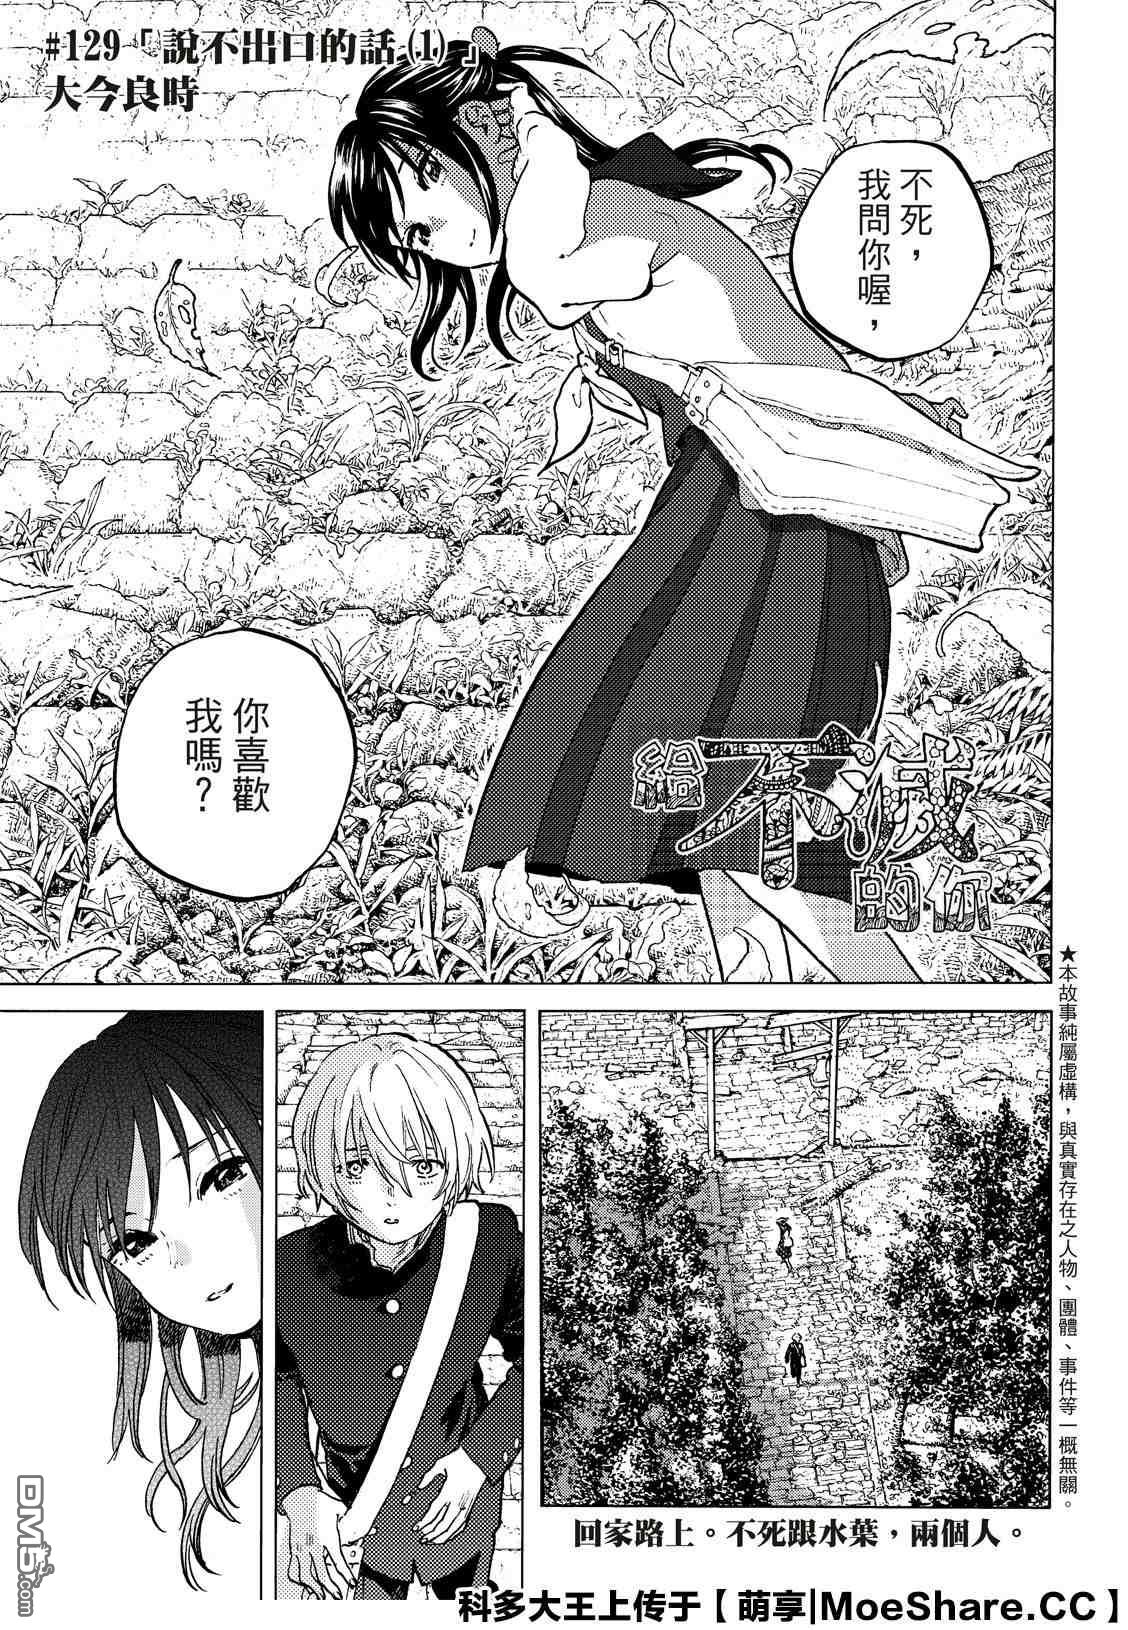 #129「說不出口的話(1)」
大今良時
不死，
我問你喔，
你喜歡
我嗎？
給不滅
的你
★本故事純屬虛構，與真實存在之人物、團體、事件等一概無關。
回家路上。不死跟水葉，兩個人。
DM5.com
科多大王上传于【萌享|MoeShare.CC】